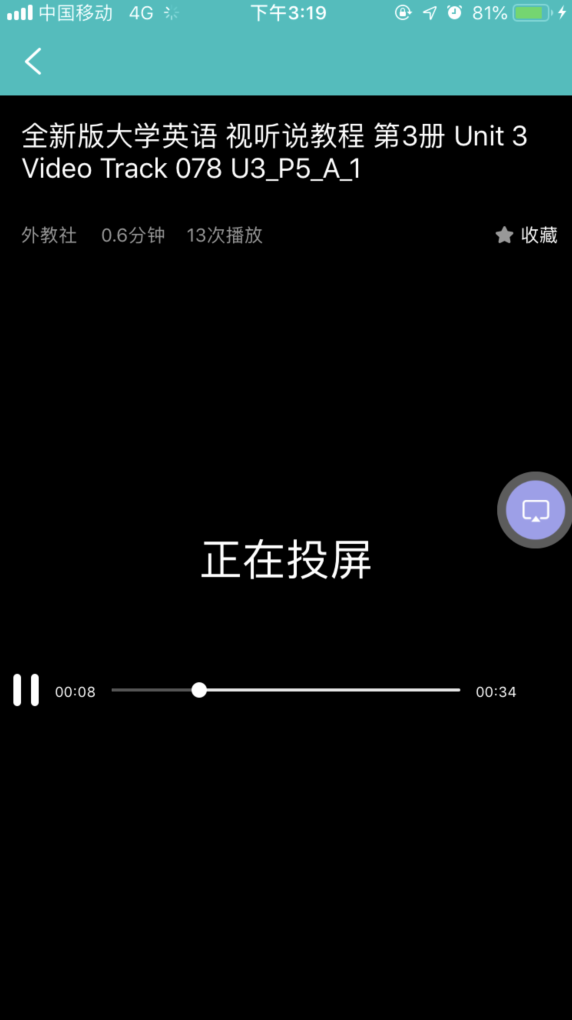 中国移动 4G 下午3:19 81%
全新版大学英语 视听说教程 第3册 Unit 3
Video Track 078 U3_P5_A_1
外教社 0.6分钟 13次播放 收藏
正在投屏
00:08 00:34